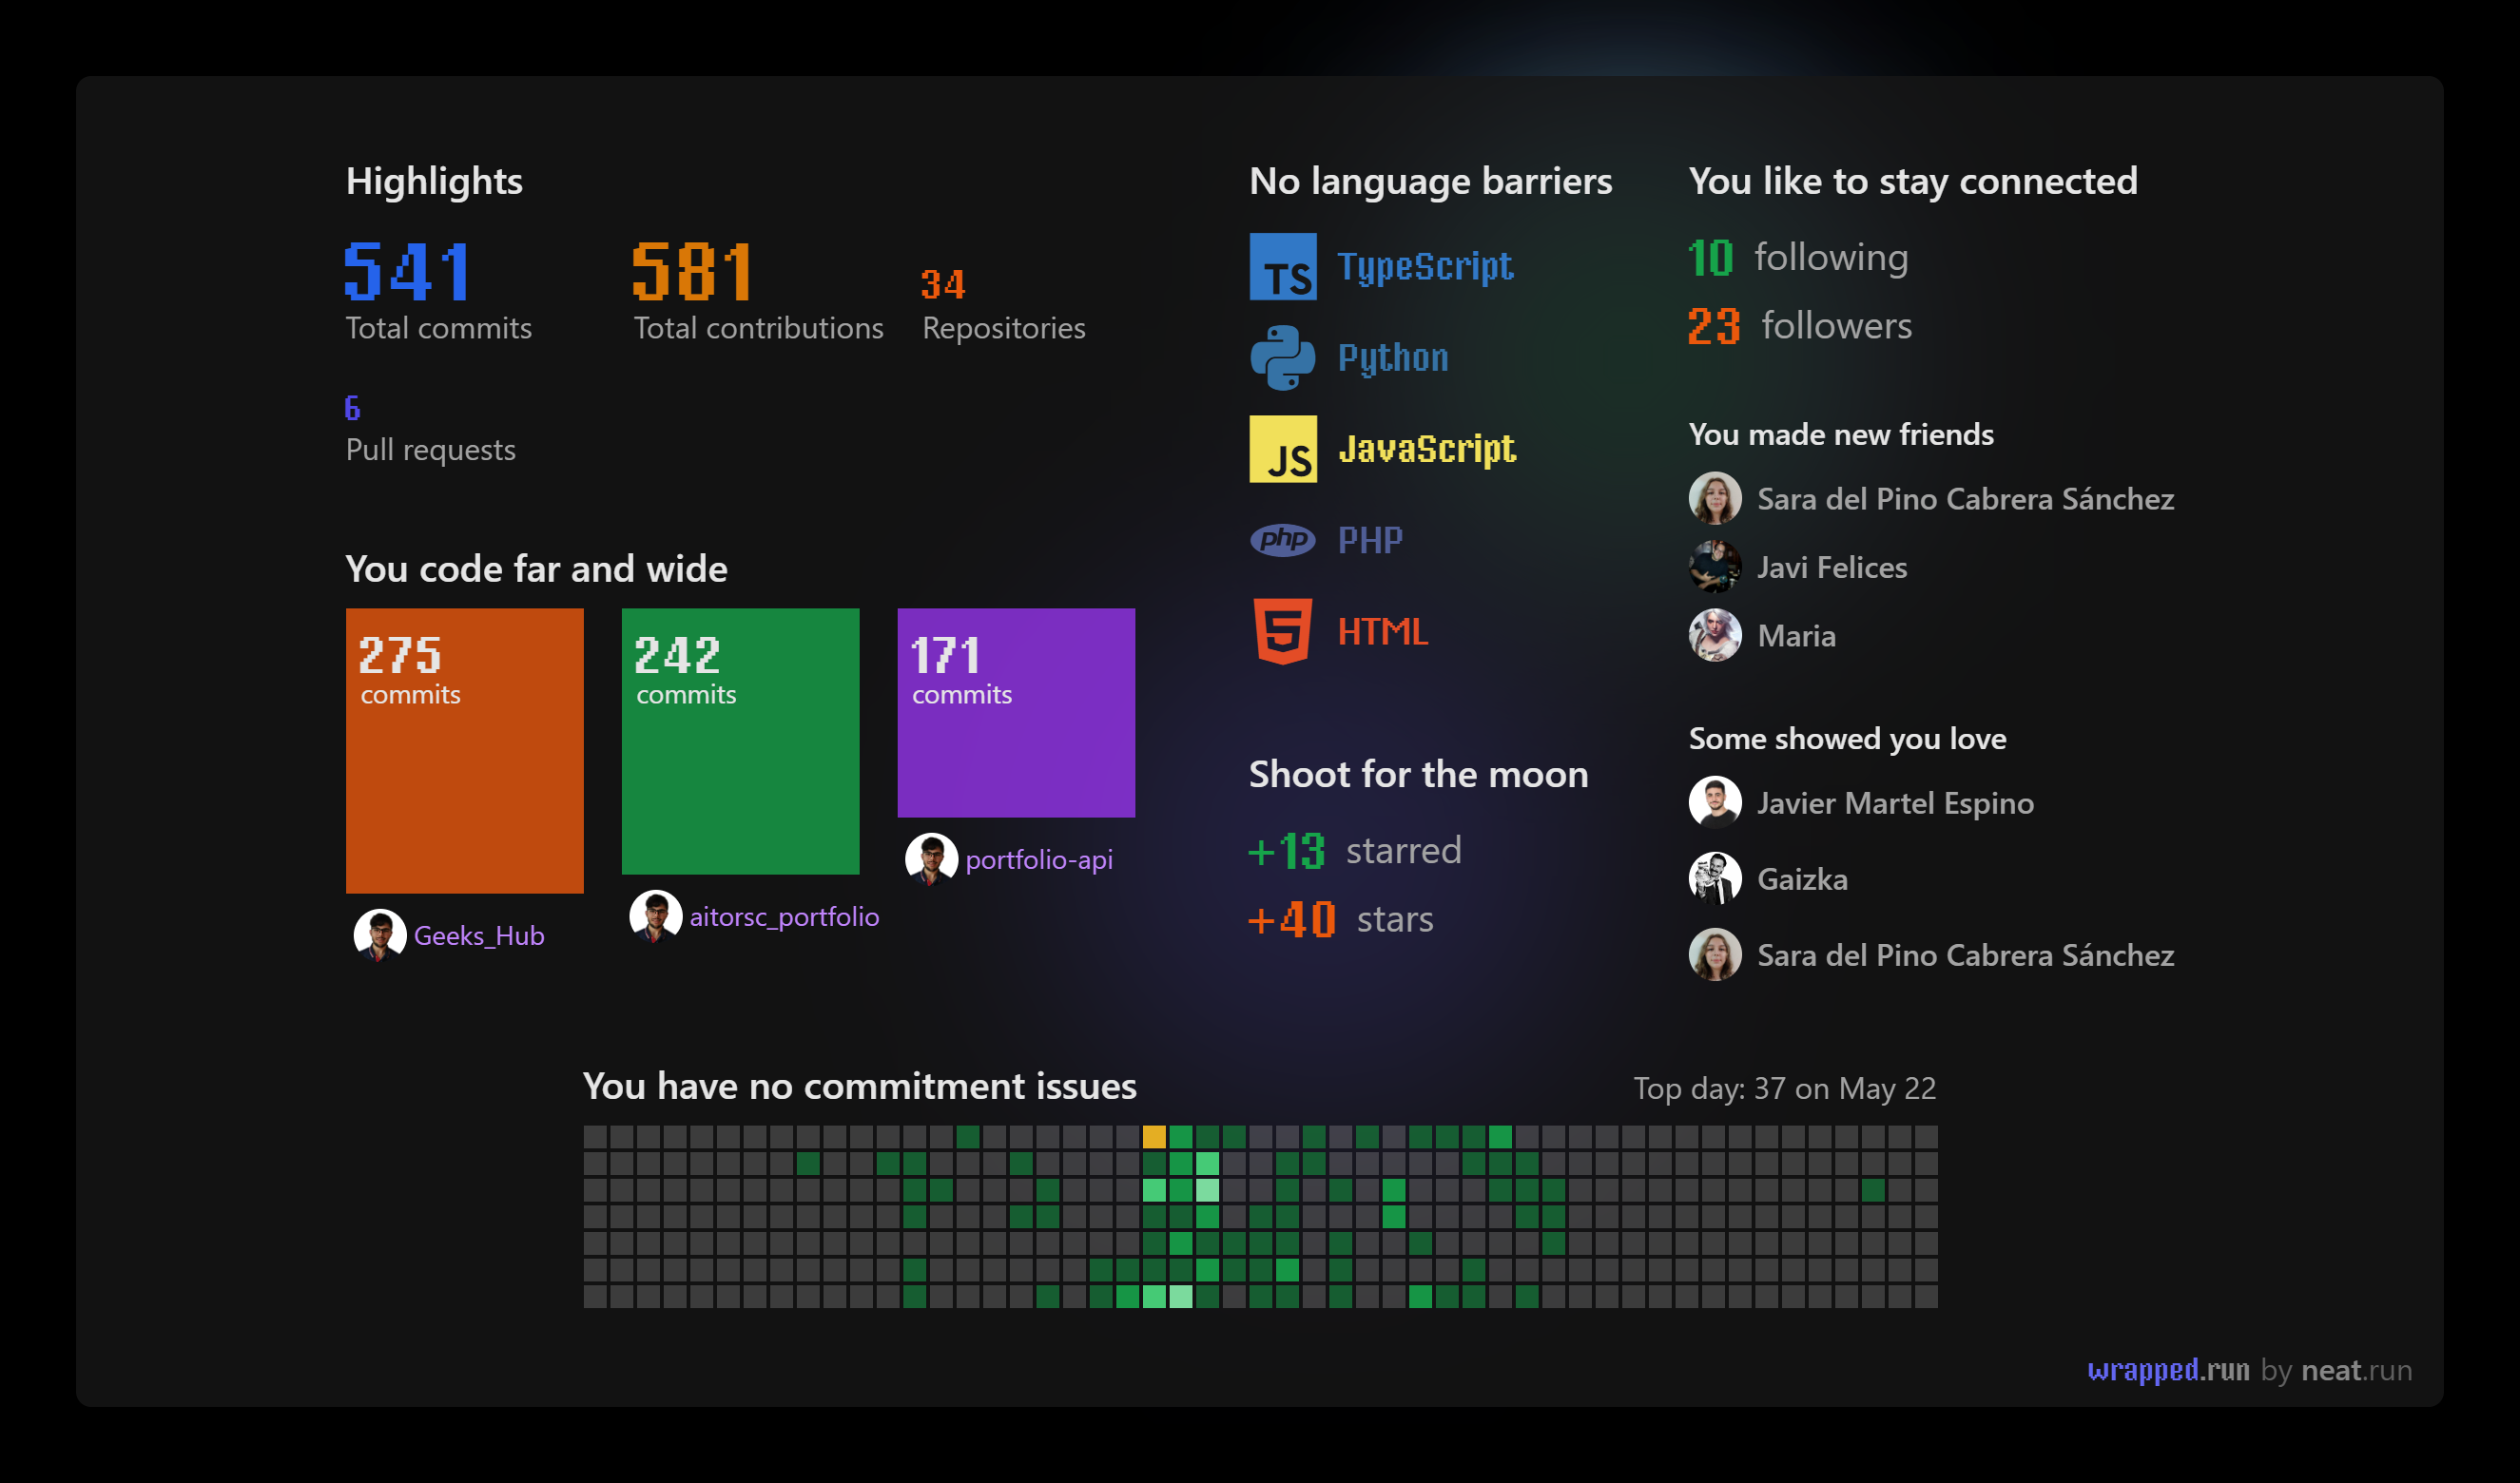 Highlights
541
Total commits
581
Total contributions
34
Repositories
6
Pull requests
You code far and wide
275
commits
Geeks_Hub
242
commits
aitorsc_portfolio
171
commits
portfolio-api
No language barriers
TS TypeScript
Python
JS JavaScript
php PHP
5 HTML
Shoot for the moon
+13 starred
+40 stars
You like to stay connected
10 following
23 followers
You made new friends
Sara del Pino Cabrera Sánchez
Javi Felices
Maria
Some showed you love
Javier Martel Espino
Gaizka
Sara del Pino Cabrera Sánchez
You have no commitment issues
Top day: 37 on May 22
wrapped.run by neat.run